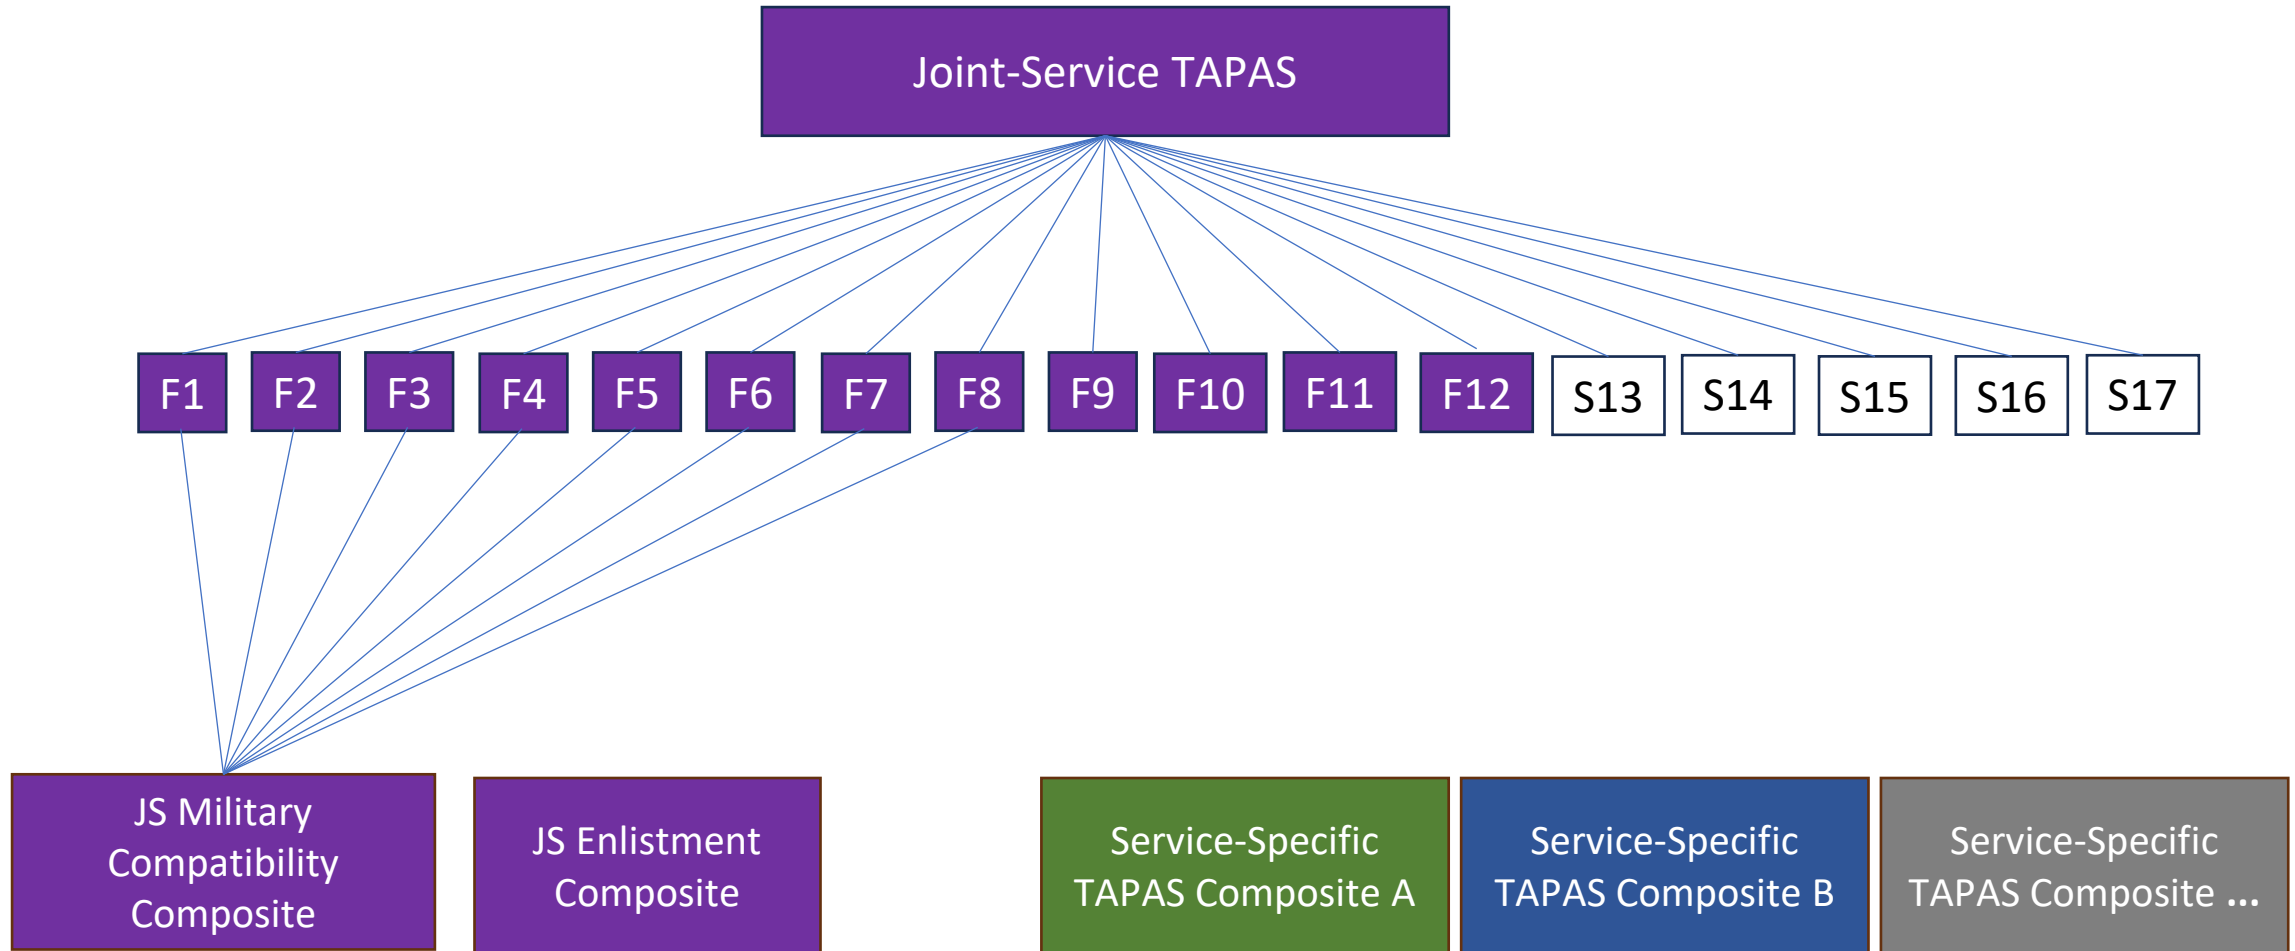 Joint-Service TAPAS
F1
F2
F3
F4
F5
F6
F7
F8
F9
F10
F11
F12
S13
S14
S15
S16
S17
JS Military
Compatibility
Composite
JS Enlistment
Composite
Service-Specific
TAPAS Composite A
Service-Specific
TAPAS Composite B
Service-Specific
TAPAS Composite ...